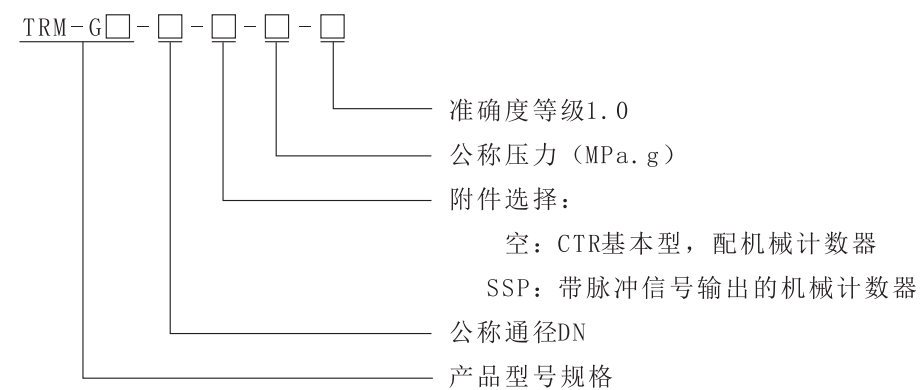 TRM-G□-□-□-□-□
准确度等级1.0
公称压力（MPa.g）
附件选择：
空：CTR基本型，配机械计数器
SSP：带脉冲信号输出的机械计数器
公称通径DN
产品型号规格